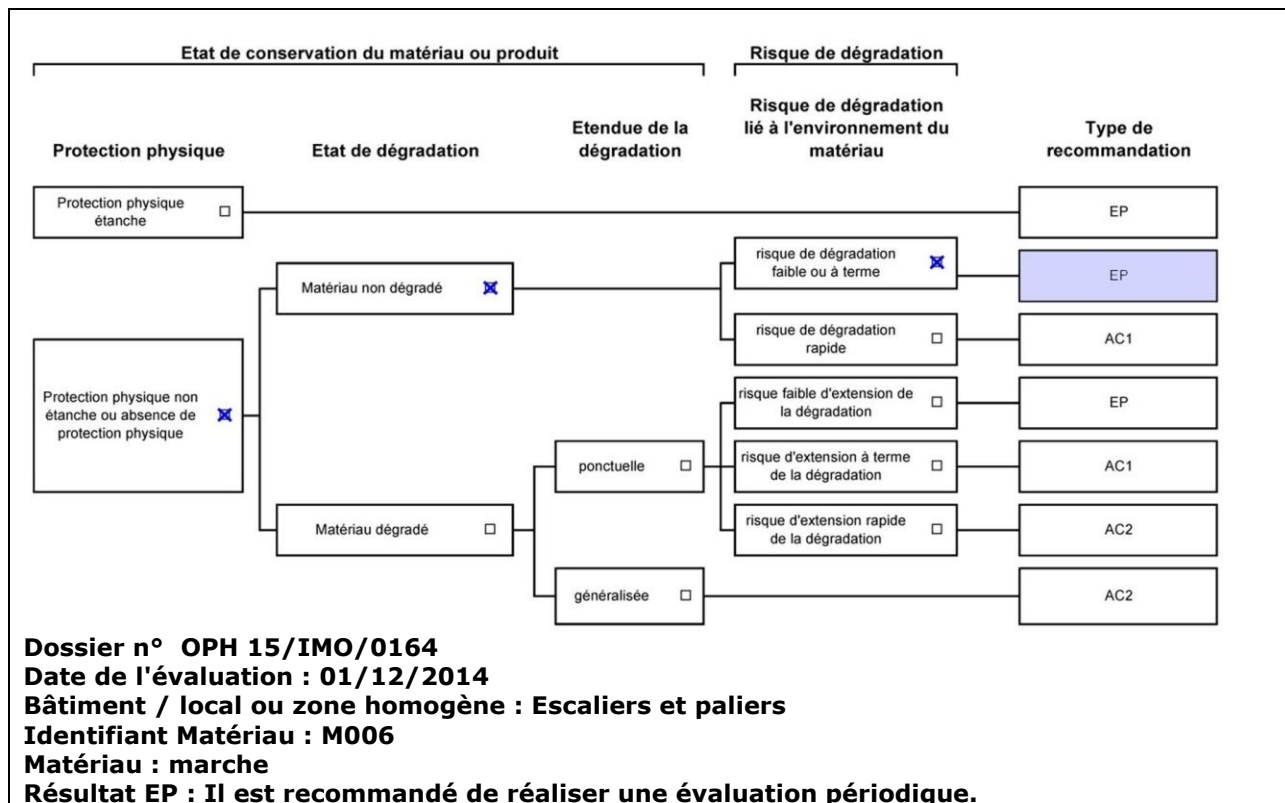 Etat de conservation du matériau ou produit
Risque de dégradation
Protection physique
Etat de dégradation
Etendue de la
dégradation
Risque de dégradation
lié à l'environnement du
matériau
Type de
recommandation
Protection physique
étanche
EP
Matériau non dégradé
risque de dégradation
faible ou à terme
EP
risque de dégradation
rapide
AC1
Protection physique non
étanche ou absence de
protection physique
risque faible d'extension de
la dégradation
EP
ponctuelle
risque d'extension à terme
de la dégradation
AC1
Matériau dégradé
risque d'extension rapide
de la dégradation
AC2
généralisée
AC2
Dossier n° OPH 15/IMO/0164
Date de l'évaluation : 01/12/2014
Bâtiment / local ou zone homogène : Escaliers et paliers
Identifiant Matériau : M006
Matériau : marche
Résultat EP : Il est recommandé de réaliser une évaluation périodique.